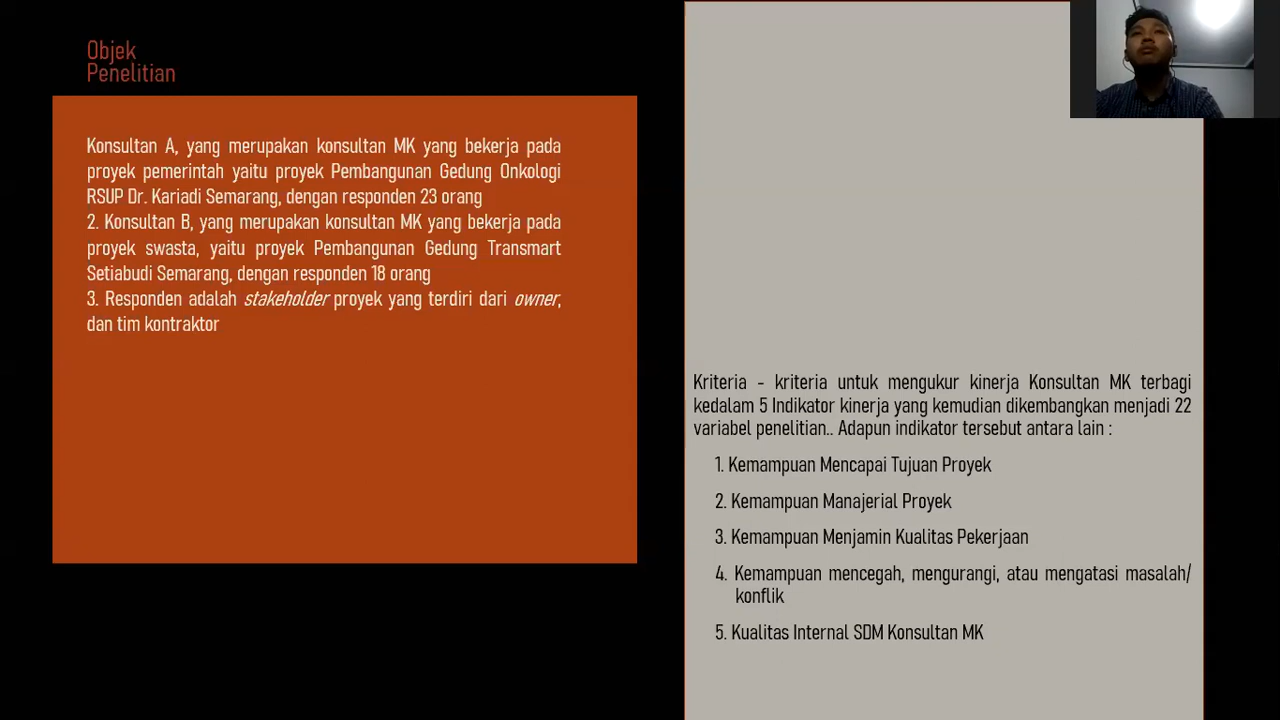 Objek
Penelitian
Konsultan A, yang merupakan konsultan MK yang bekerja pada
proyek pemerintah yaitu proyek Pembangunan Gedung Onkologi
RSUP Dr. Kariadi Semarang, dengan responden 23 orang
2. Konsultan B, yang merupakan konsultan MK yang bekerja pada
proyek swasta, yaitu proyek Pembangunan Gedung Transmart
Setiabudi Semarang, dengan responden 18 orang
3. Responden adalah stakeholder proyek yang terdiri dari owner,
dan tim kontraktor
Kriteria - kriteria untuk mengukur kinerja Konsultan MK terbagi
kedalam 5 Indikator kinerja yang kemudian dikembangkan menjadi 22
variabel penelitian.. Adapun indikator tersebut antara lain :
1. Kemampuan Mencapai Tujuan Proyek
2. Kemampuan Manajerial Proyek
3. Kemampuan Menjamin Kualitas Pekerjaan
4. Kemampuan mencegah, mengurangi, atau mengatasi masalah/
konflik
5. Kualitas Internal SDM Konsultan MK